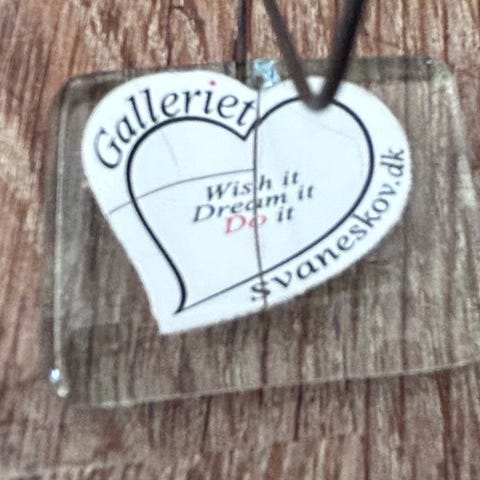 Galleriet
Wish it
Dream it
Do it
Svaneskov.dk